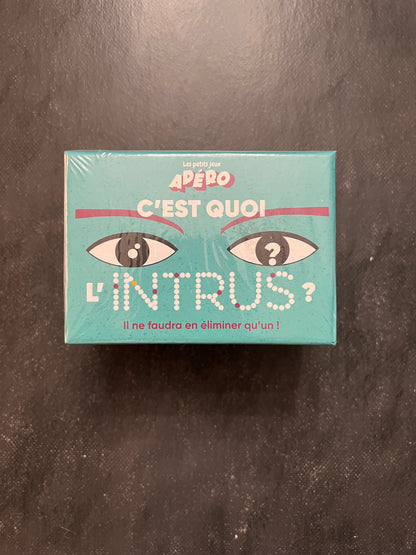 Les petits jeux
APÉRO
C'EST QUOI
?
L'INTRUS ?
Il ne faudra en éliminer qu'un !